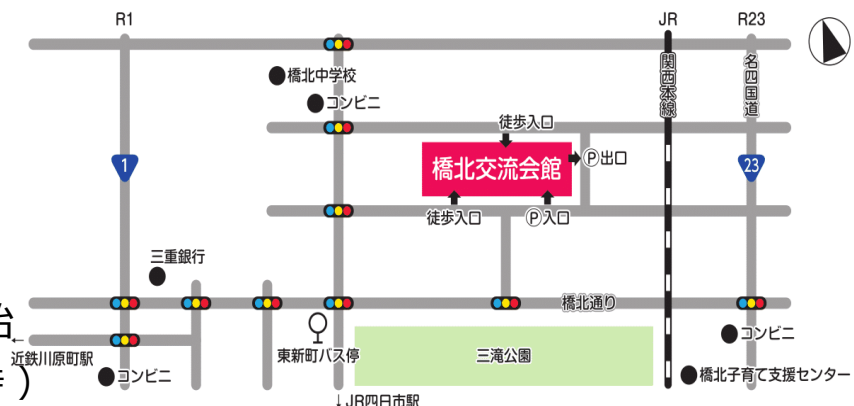 R1
JR
R23
橋北中学校
コンビニ
関西本線
名四国道
徒歩入口
橋北交流会館
Ⓟ出口
1
23
徒歩入口
Ⓟ入口
三重銀行
橋北通り
←
近鉄川原町駅
東新町バス停
三滝公園
コンビニ
コンビニ
橋北子育て支援センター
↓JR四日市駅